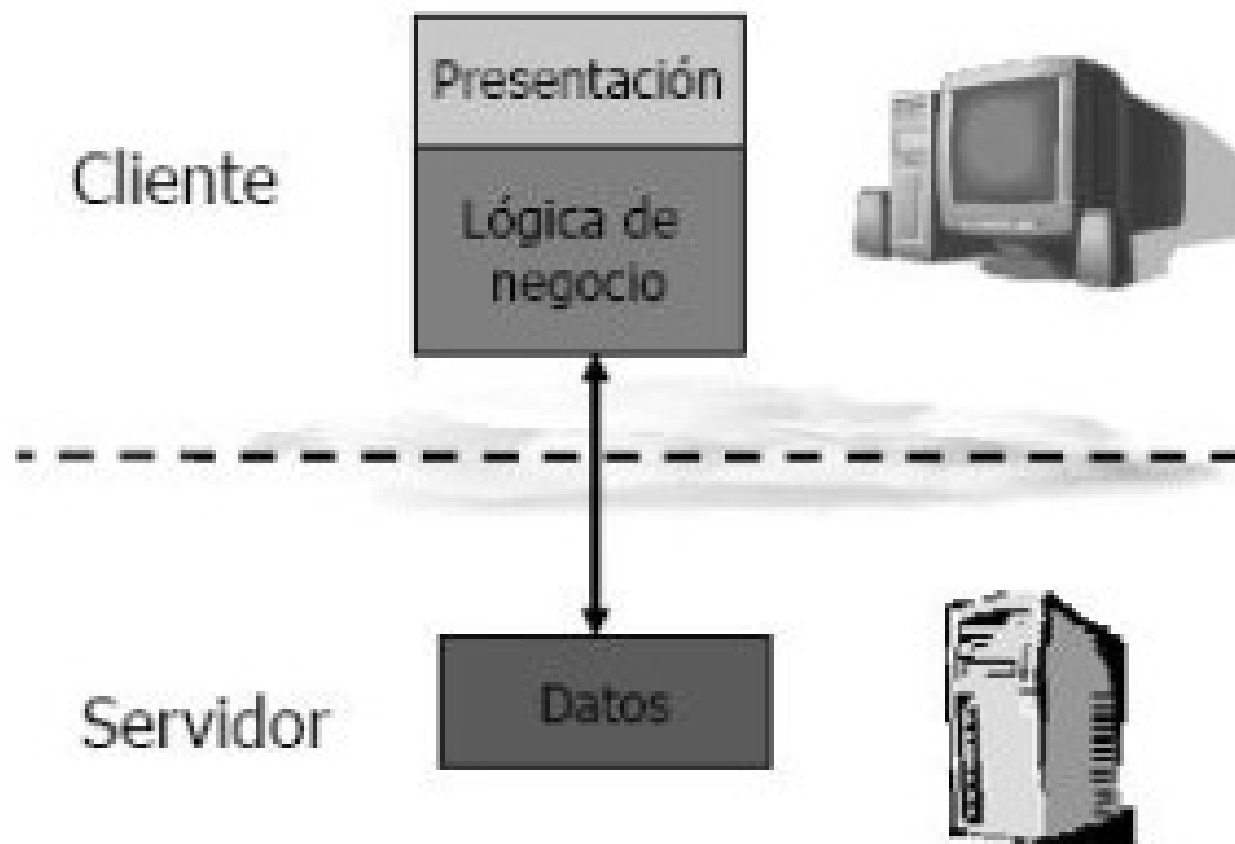 Presentación
Cliente
Lógica de
negocio
Servidor
Datos